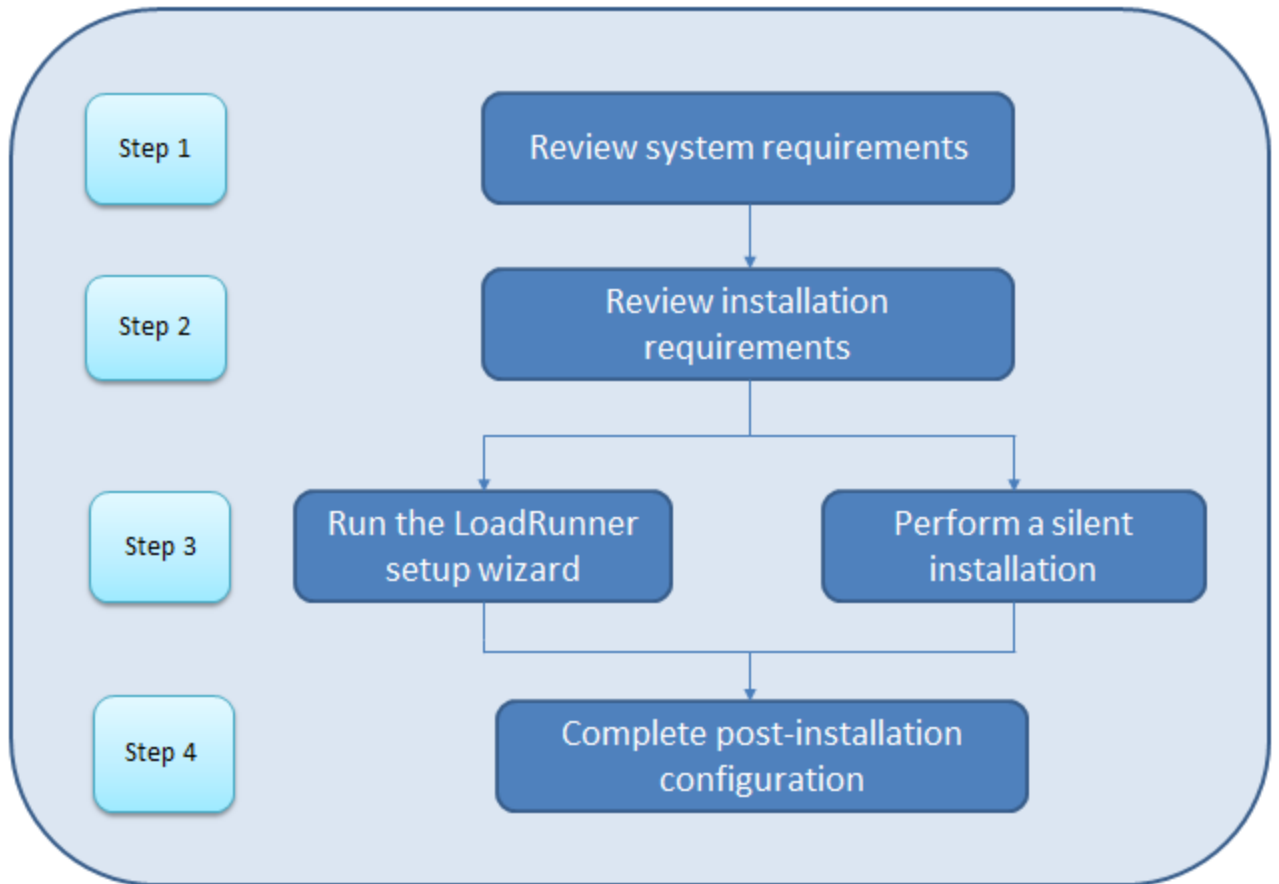 Step 1
Review system requirements
Step 2
Review installation
requirements
Step 3
Run the LoadRunner
setup wizard
Perform a silent
installation
Step 4
Complete post-installation
configuration